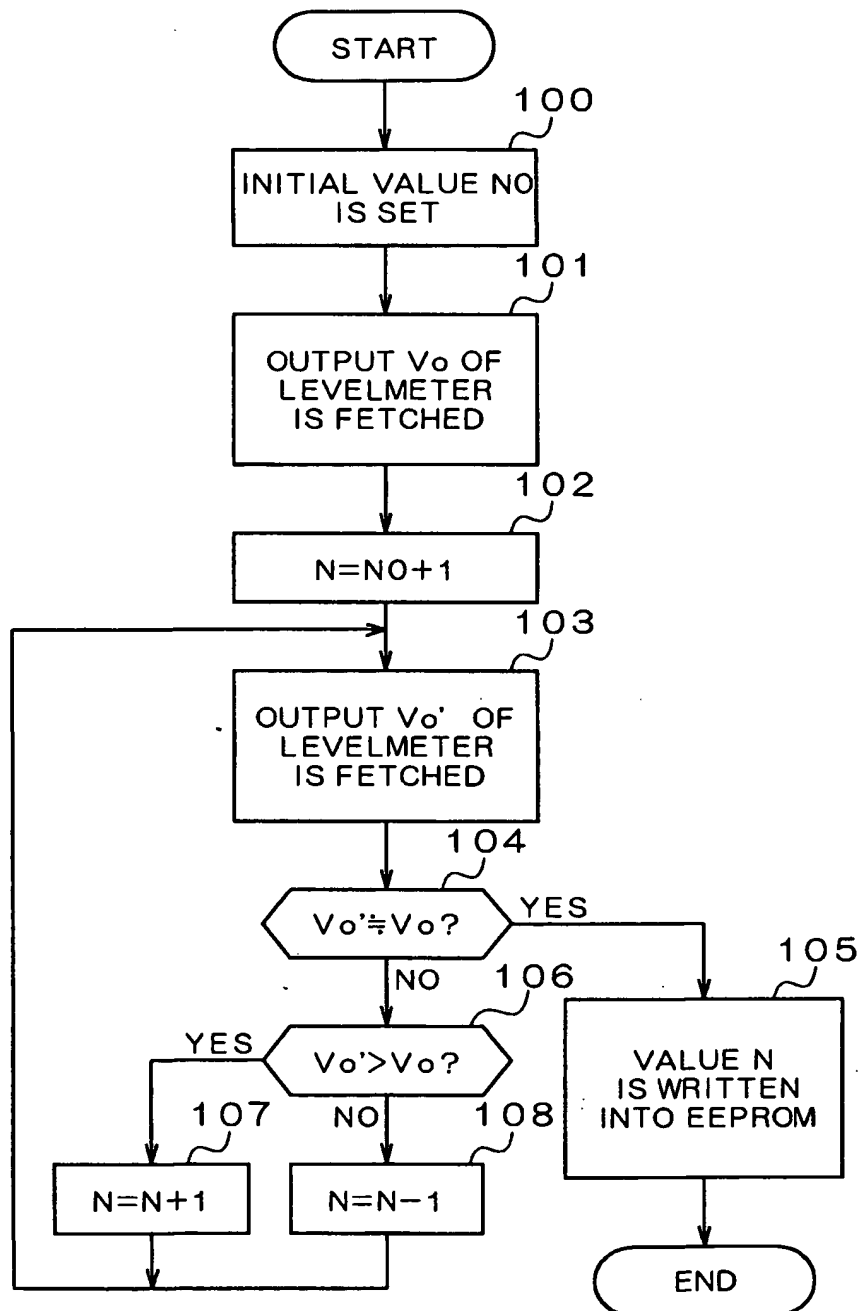 START
100
INITIAL VALUE N0
IS SET
101
OUTPUT Vo OF
LEVELMETER
IS FETCHED
102
N=N0+1
103
OUTPUT Vo' OF
LEVELMETER
IS FETCHED
104
Vo'≒Vo?
YES
NO
105
VALUE N
IS WRITTEN
INTO EEPROM
106
Vo'>Vo?
YES
NO
107
N=N+1
108
N=N-1
END